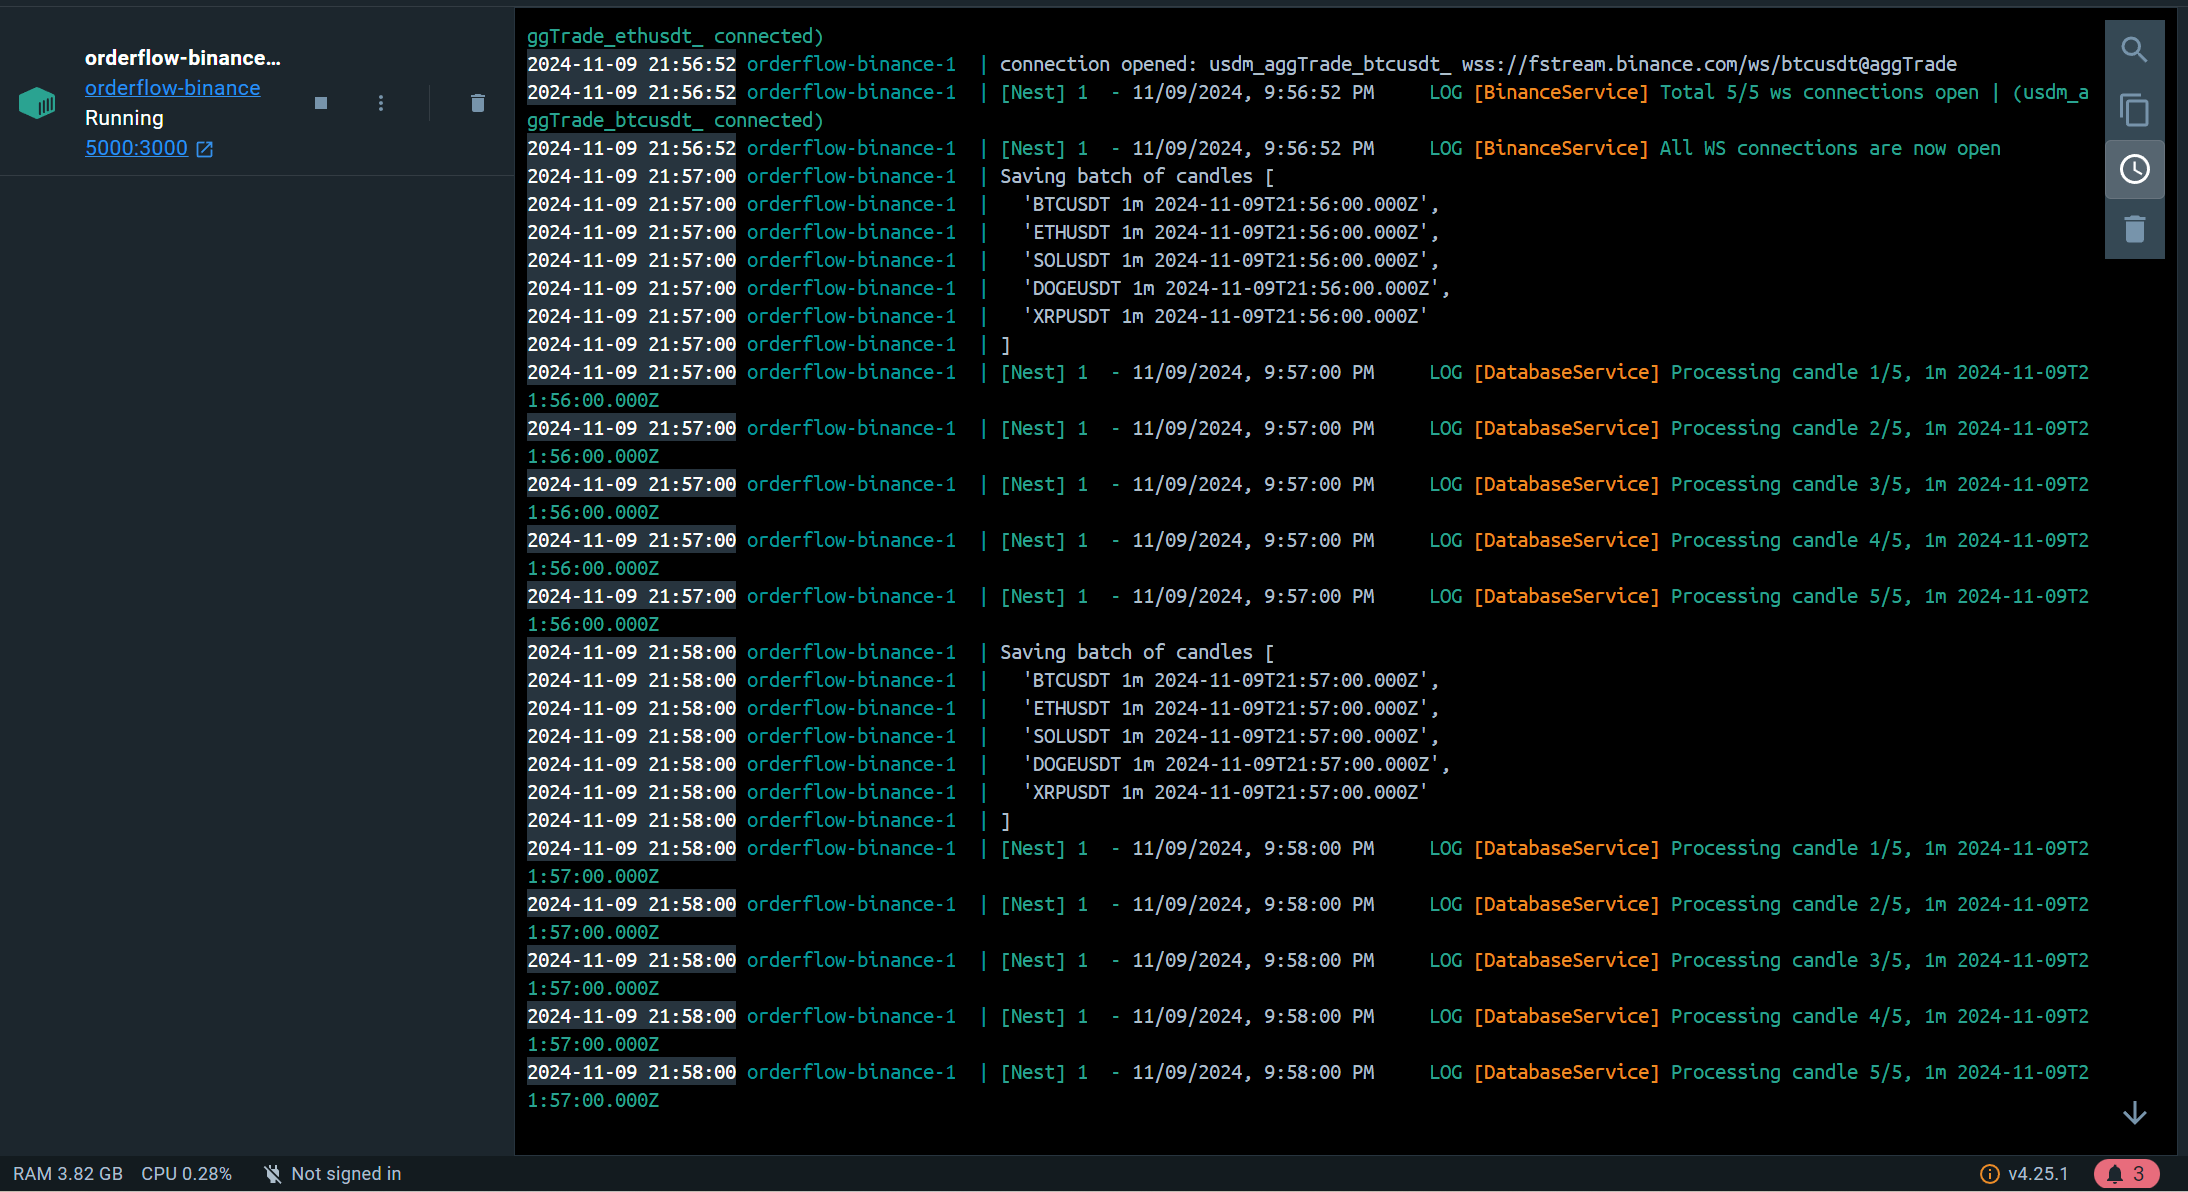 orderflow-binance...
orderflow-binance
Running
5000:3000
ggTrade_ethusdt_ connected)
2024-11-09 21:56:52 orderflow-binance-1  | connection opened: usdm_aggTrade_btcusdt_ wss://fstream.binance.com/ws/btcusdt@aggTrade
2024-11-09 21:56:52 orderflow-binance-1  | [Nest] 1  - 11/09/2024, 9:56:52 PM     LOG [BinanceService] Total 5/5 ws connections open | (usdm_a
ggTrade_btcusdt_ connected)
2024-11-09 21:56:52 orderflow-binance-1  | [Nest] 1  - 11/09/2024, 9:56:52 PM     LOG [BinanceService] All WS connections are now open
2024-11-09 21:57:00 orderflow-binance-1  | Saving batch of candles [
2024-11-09 21:57:00 orderflow-binance-1  |   'BTCUSDT 1m 2024-11-09T21:56:00.000Z',
2024-11-09 21:57:00 orderflow-binance-1  |   'ETHUSDT 1m 2024-11-09T21:56:00.000Z',
2024-11-09 21:57:00 orderflow-binance-1  |   'SOLUSDT 1m 2024-11-09T21:56:00.000Z',
2024-11-09 21:57:00 orderflow-binance-1  |   'DOGEUSDT 1m 2024-11-09T21:56:00.000Z',
2024-11-09 21:57:00 orderflow-binance-1  |   'XRPUSDT 1m 2024-11-09T21:56:00.000Z'
2024-11-09 21:57:00 orderflow-binance-1  | ]
2024-11-09 21:57:00 orderflow-binance-1  | [Nest] 1  - 11/09/2024, 9:57:00 PM     LOG [DatabaseService] Processing candle 1/5, 1m 2024-11-09T2
1:56:00.000Z
2024-11-09 21:57:00 orderflow-binance-1  | [Nest] 1  - 11/09/2024, 9:57:00 PM     LOG [DatabaseService] Processing candle 2/5, 1m 2024-11-09T2
1:56:00.000Z
2024-11-09 21:57:00 orderflow-binance-1  | [Nest] 1  - 11/09/2024, 9:57:00 PM     LOG [DatabaseService] Processing candle 3/5, 1m 2024-11-09T2
1:56:00.000Z
2024-11-09 21:57:00 orderflow-binance-1  | [Nest] 1  - 11/09/2024, 9:57:00 PM     LOG [DatabaseService] Processing candle 4/5, 1m 2024-11-09T2
1:56:00.000Z
2024-11-09 21:57:00 orderflow-binance-1  | [Nest] 1  - 11/09/2024, 9:57:00 PM     LOG [DatabaseService] Processing candle 5/5, 1m 2024-11-09T2
1:56:00.000Z
2024-11-09 21:58:00 orderflow-binance-1  | Saving batch of candles [
2024-11-09 21:58:00 orderflow-binance-1  |   'BTCUSDT 1m 2024-11-09T21:57:00.000Z',
2024-11-09 21:58:00 orderflow-binance-1  |   'ETHUSDT 1m 2024-11-09T21:57:00.000Z',
2024-11-09 21:58:00 orderflow-binance-1  |   'SOLUSDT 1m 2024-11-09T21:57:00.000Z',
2024-11-09 21:58:00 orderflow-binance-1  |   'DOGEUSDT 1m 2024-11-09T21:57:00.000Z',
2024-11-09 21:58:00 orderflow-binance-1  |   'XRPUSDT 1m 2024-11-09T21:57:00.000Z'
2024-11-09 21:58:00 orderflow-binance-1  | ]
2024-11-09 21:58:00 orderflow-binance-1  | [Nest] 1  - 11/09/2024, 9:58:00 PM     LOG [DatabaseService] Processing candle 1/5, 1m 2024-11-09T2
1:57:00.000Z
2024-11-09 21:58:00 orderflow-binance-1  | [Nest] 1  - 11/09/2024, 9:58:00 PM     LOG [DatabaseService] Processing candle 2/5, 1m 2024-11-09T2
1:57:00.000Z
2024-11-09 21:58:00 orderflow-binance-1  | [Nest] 1  - 11/09/2024, 9:58:00 PM     LOG [DatabaseService] Processing candle 3/5, 1m 2024-11-09T2
1:57:00.000Z
2024-11-09 21:58:00 orderflow-binance-1  | [Nest] 1  - 11/09/2024, 9:58:00 PM     LOG [DatabaseService] Processing candle 4/5, 1m 2024-11-09T2
1:57:00.000Z
2024-11-09 21:58:00 orderflow-binance-1  | [Nest] 1  - 11/09/2024, 9:58:00 PM     LOG [DatabaseService] Processing candle 5/5, 1m 2024-11-09T2
1:57:00.000Z
RAM 3.82 GB CPU 0.28% Not signed in v4.25.1 3